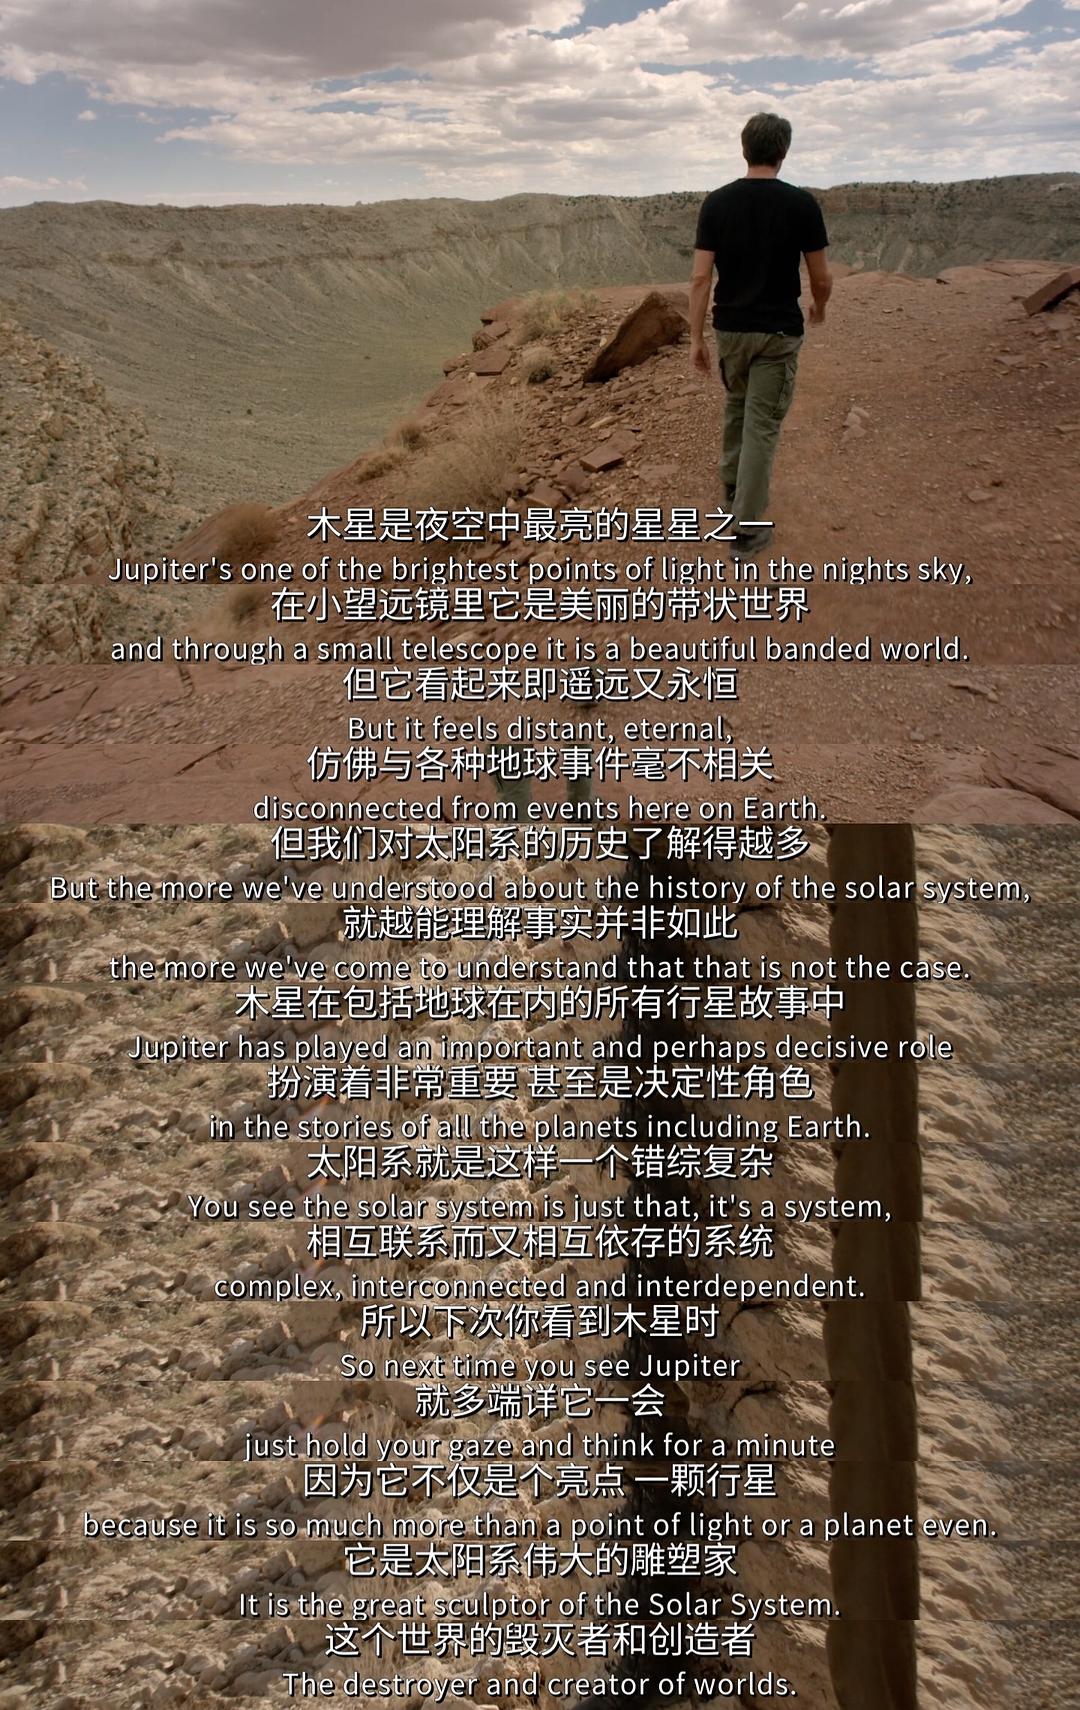 木星是夜空中最亮的星星之一
Jupiter's one of the brightest points of light in the nights sky,
在小望远镜里它是美丽的带状世界
and through a small telescope it is a beautiful banded world.
但它看起来即遥远又永恒
But it feels distant, eternal,
仿佛与各种地球事件毫不相关
disconnected from events here on Earth.
但我们对太阳系的历史了解得越多
But the more we've understood about the history of the solar system,
就越能理解事实并非如此
the more we've come to understand that that is not the case.
木星在包括地球在内的所有行星故事中
Jupiter has played an important and perhaps decisive role
扮演着非常重要 甚至是决定性角色
in the stories of all the planets including Earth.
太阳系就是这样一个错综复杂
You see the solar system is just that, it's a system,
相互联系而又相互依存的系统
complex, interconnected and interdependent.
所以下次你看到木星时
So next time you see Jupiter
就多端详它一会
just hold your gaze and think for a minute
因为它不仅是个亮点 一颗行星
because it is so much more than a point of light or a planet even.
它是太阳系伟大的雕塑家
It is the great sculptor of the Solar System.
这个世界的毁灭者和创造者
The destroyer and creator of worlds.